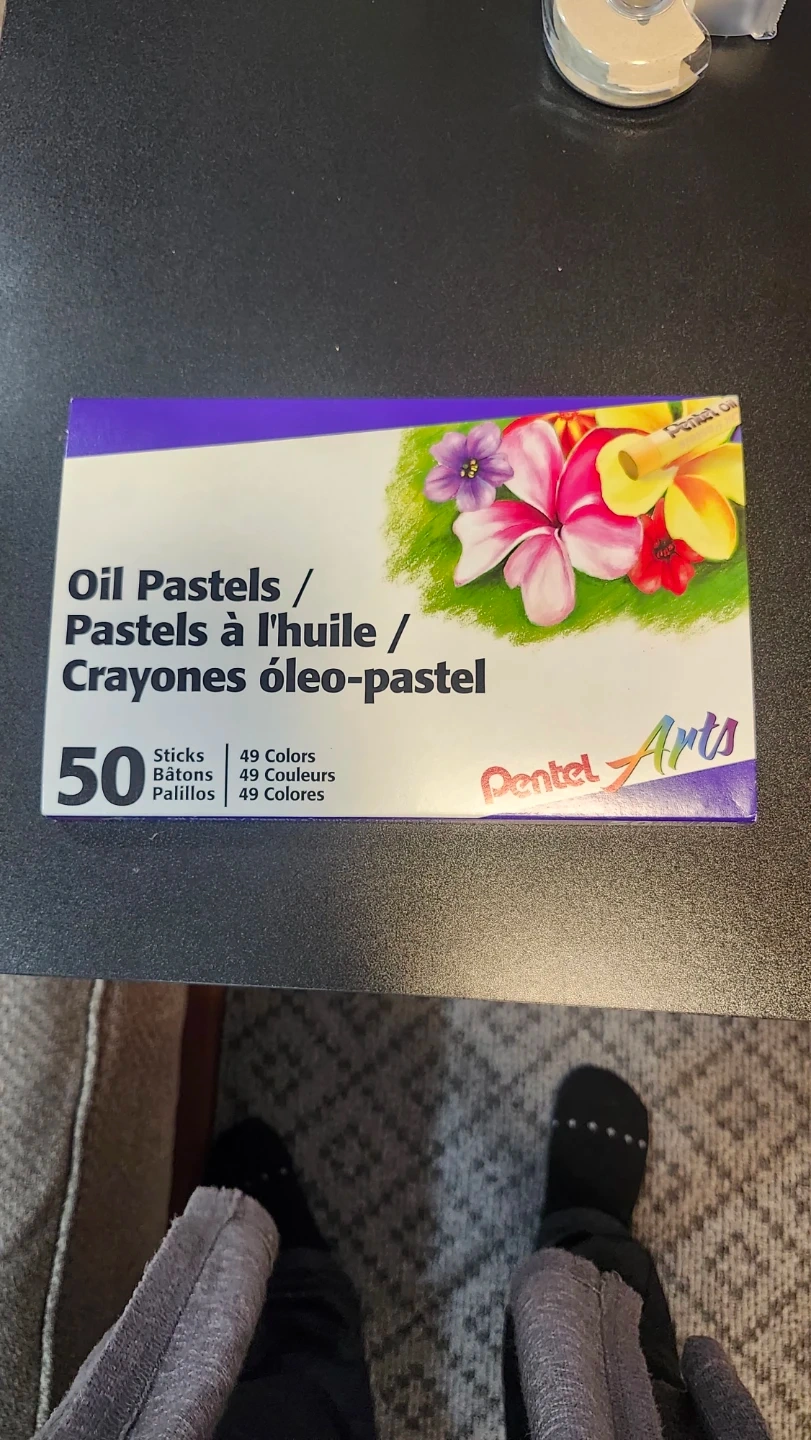 Pentel Oil
Oil Pastels /
Pastels à l'huile /
Crayones óleo-pastel
50
Sticks
Bâtons
Palillos
49 Colors
49 Couleurs
49 Colores
Pentel Arts